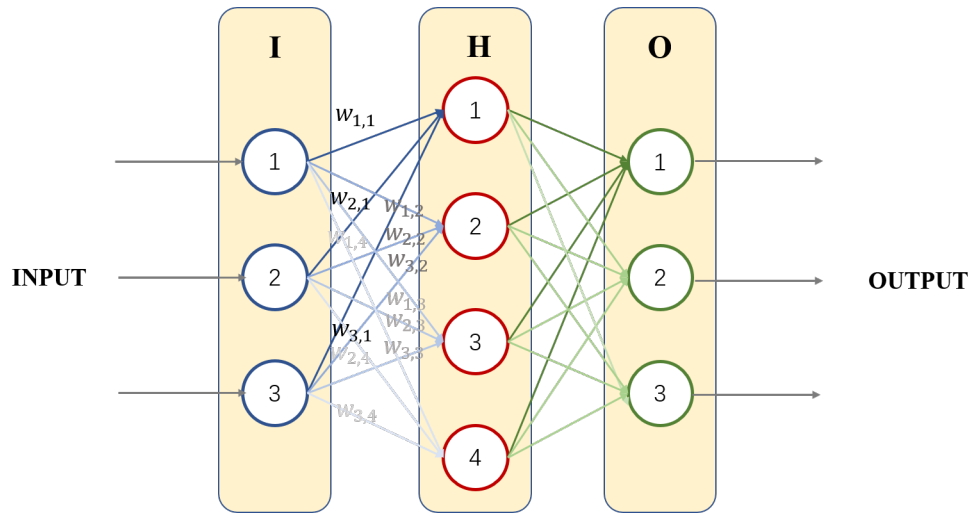 I
H
O
1
2
3
1
2
3
4
1
2
3
INPUT
OUTPUT
w1,1
w2,1
w1,2
w2,2
w1,4
w3,2
w1,3
w2,3
w3,1
w3,3
w2,4
w3,4